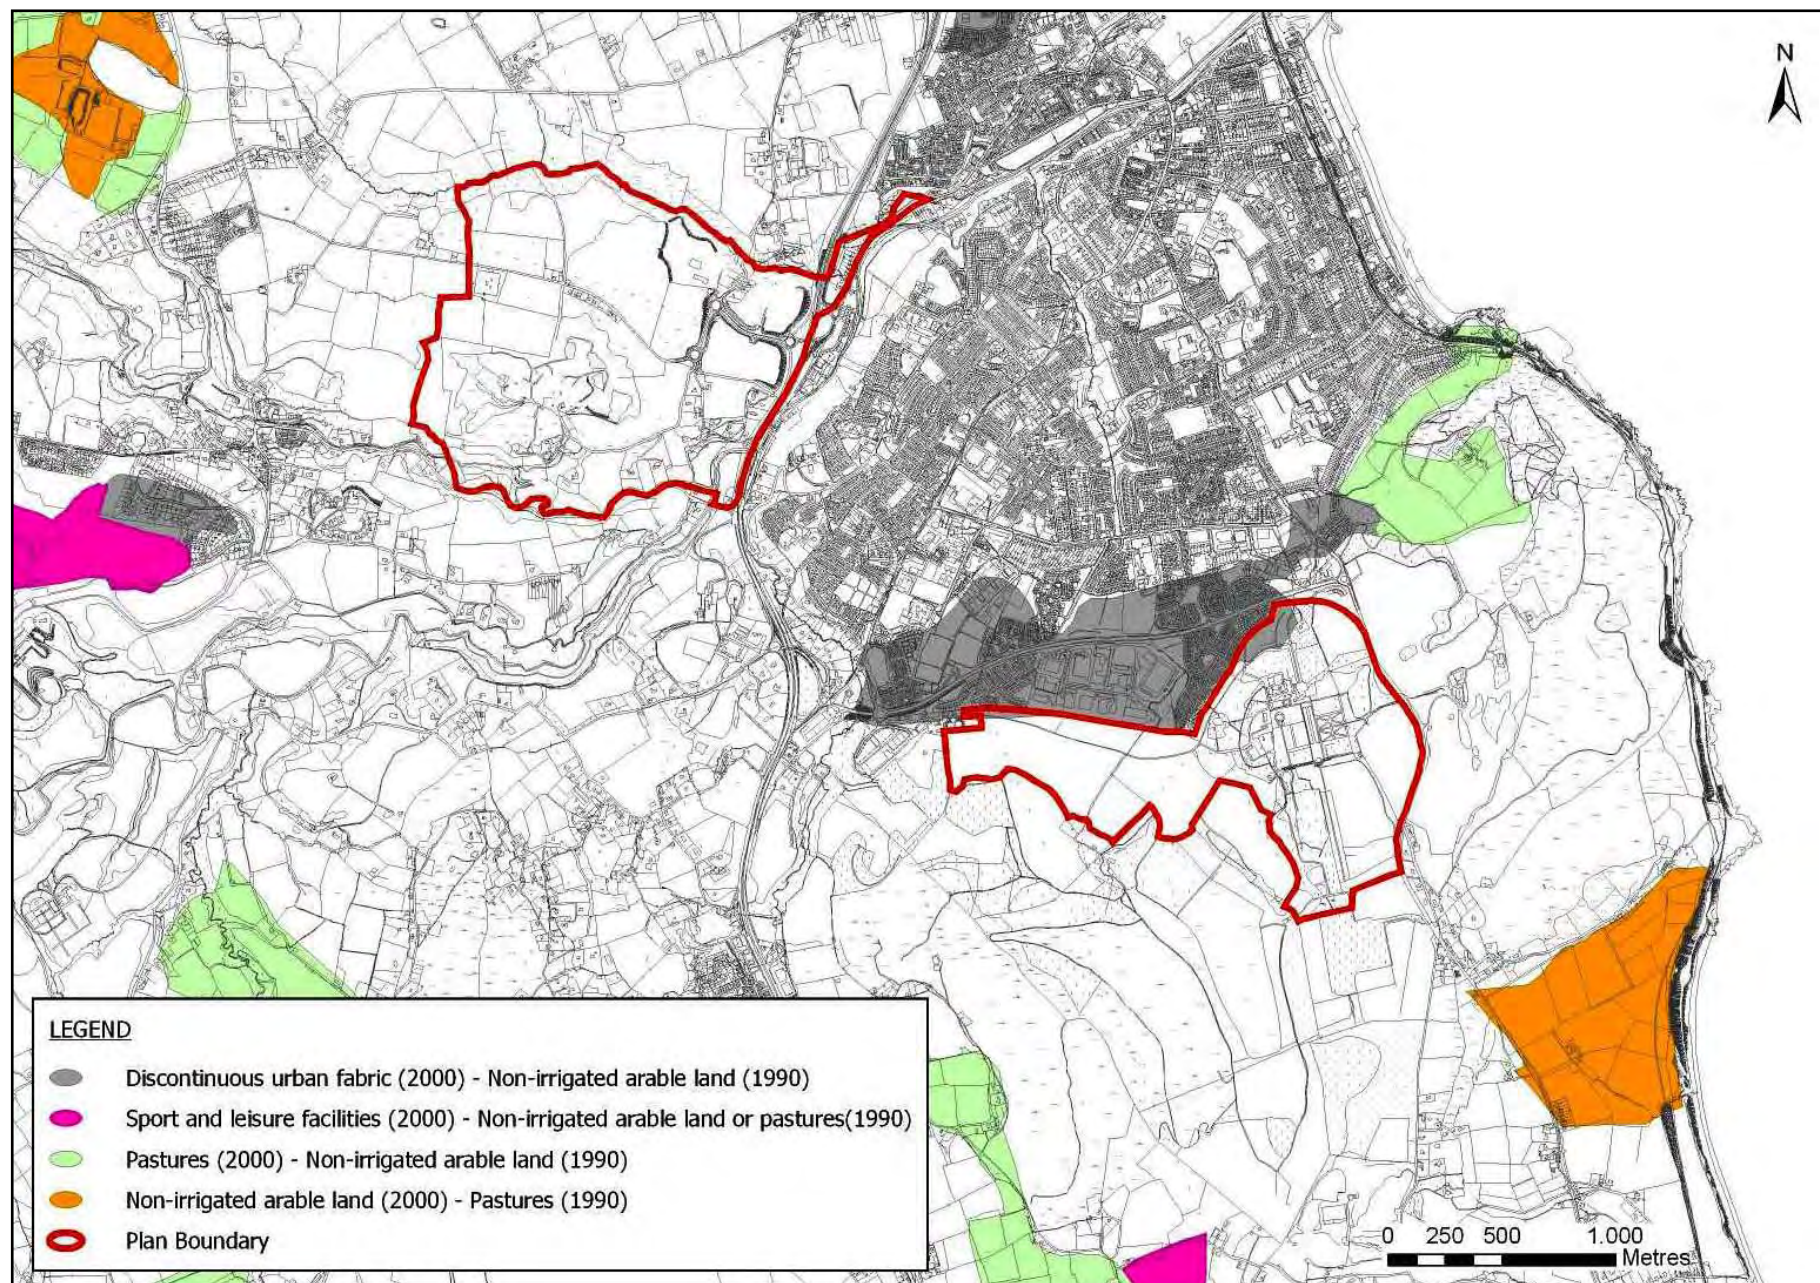 N
LEGEND
Discontinuous urban fabric (2000) - Non-irrigated arable land (1990)
Sport and leisure facilities (2000) - Non-irrigated arable land or pastures(1990)
Pastures (2000) - Non-irrigated arable land (1990)
Non-irrigated arable land (2000) - Pastures (1990)
Plan Boundary
0 250 500 1.000
Metres